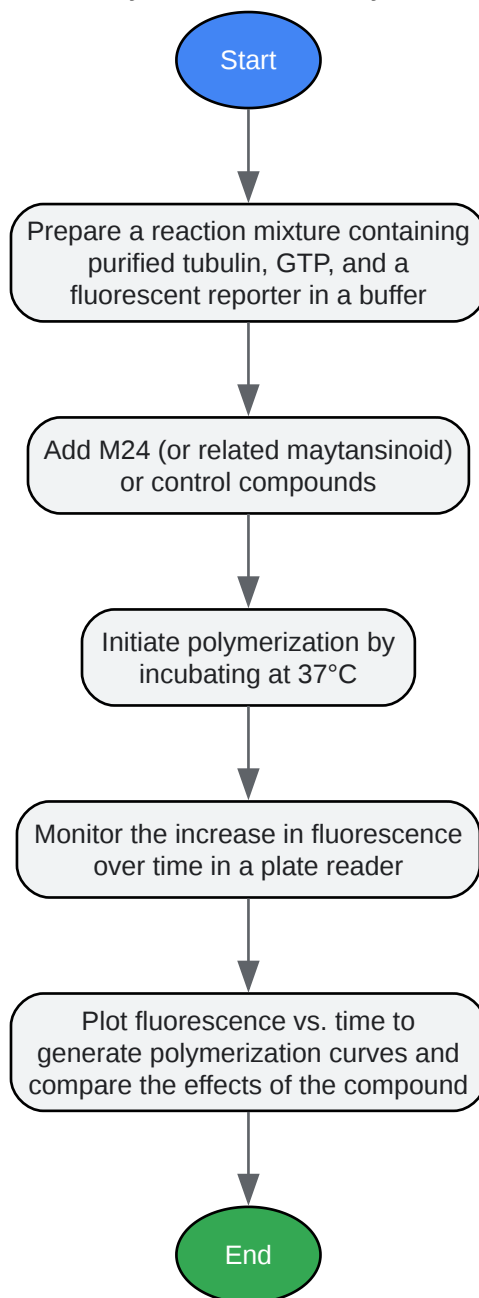 Start
Prepare a reaction mixture containing
purified tubulin, GTP, and a
fluorescent reporter in a buffer
Add M24 (or related maytansinoid)
or control compounds
Initiate polymerization by
incubating at 37°C
Monitor the increase in fluorescence
over time in a plate reader
Plot fluorescence vs. time to
generate polymerization curves and
compare the effects of the compound
End